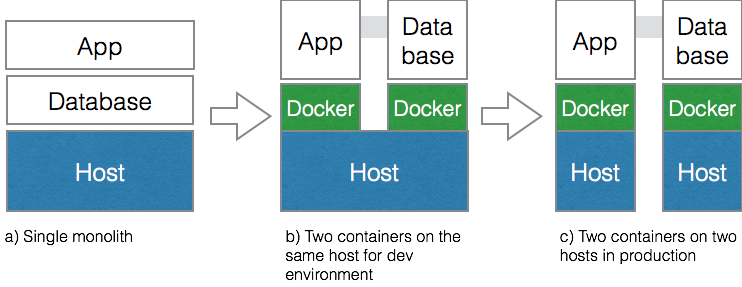 App
Database
Host
a) Single monolith
App
Data
base
Docker
Docker
Host
b) Two containers on the
same host for dev
environment
App
Data
base
Docker
Docker
Host
Host
c) Two containers on two
hosts in production